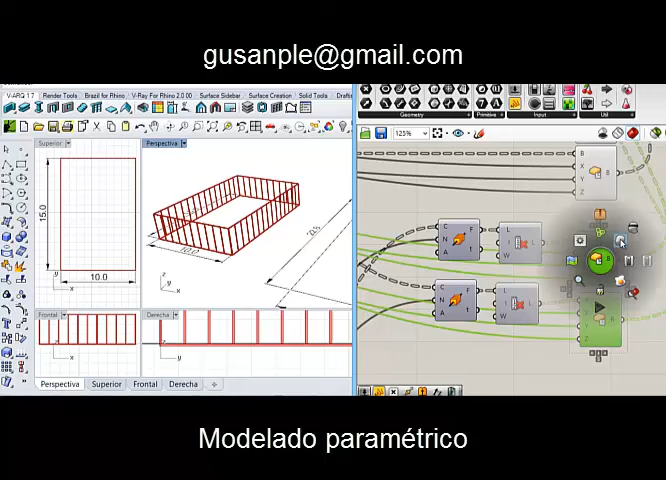 gusanple@gmail.com
V-ARQ 1.7 Render Tools Brazil for Rhino V-Ray For Rhino 2.0.00 Surface Sidebar Surface Creation Solid Tools
Geometry Primitive Input Util
125%
Superior
Perspectiva
15.0
10.0
y
x
z
y
x
B
X
Y
Z
B
C
N
A
F
t
L
W
L
B
C
N
A
F
t
L
W
L
R
Z
Frontal
Derecha
z
x
z
y
Perspectiva Superior Frontal Derecha
Modelado paramétrico